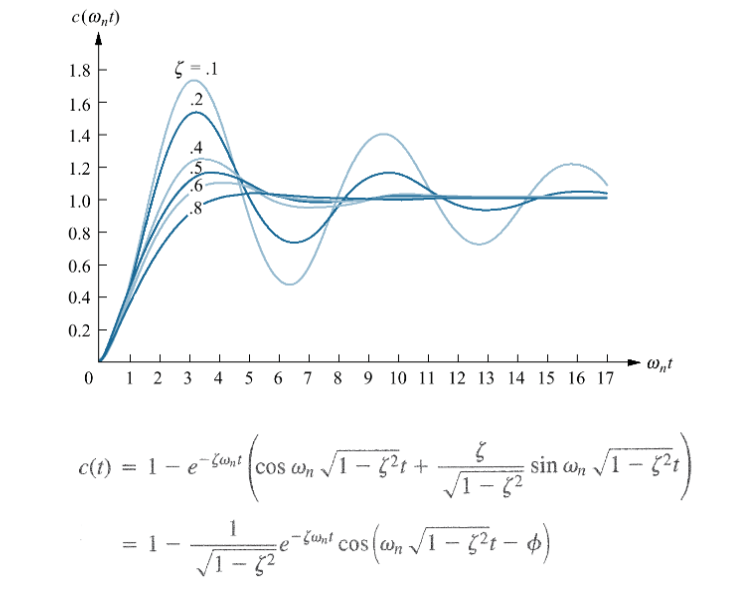 c(ωₙt)
1.8
ζ = .1
1.6
.2
1.4
.4
1.2
.5
.6
1.0
.8
0.8
0.6
0.4
0.2
0 1 2 3 4 5 6 7 8 9 10 11 12 13 14 15 16 17 ωₙt
c(t) = 1 − e^{−ζωₙt} (cos ωₙ √(1 − ζ²)t + ζ/√(1 − ζ²) sin ωₙ √(1 − ζ²)t)
= 1 − 1/√(1 − ζ²) e^{−ζωₙt} cos(ωₙ √(1 − ζ²)t − ϕ)